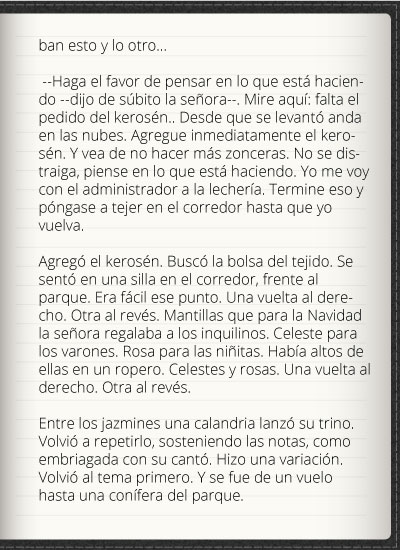 ban esto y lo otro...
--Haga el favor de pensar en lo que está hacien-
do --dijo de súbito la señora--. Mire aquí: falta el
pedido del kerosén.. Desde que se levantó anda
en las nubes. Agregue inmediatamente el kero-
sén. Y vea de no hacer más zonceras. No se dis-
traiga, piense en lo que está haciendo. Yo me voy
con el administrador a la lechería. Termine eso y
póngase a tejer en el corredor hasta que yo
vuelva.
Agregó el kerosén. Buscó la bolsa del tejido. Se
sentó en una silla en el corredor, frente al
parque. Era fácil ese punto. Una vuelta al dere-
cho. Otra al revés. Mantillas que para la Navidad
la señora regalaba a los inquilinos. Celeste para
los varones. Rosa para las niñitas. Había altos de
ellas en un ropero. Celestes y rosas. Una vuelta al
derecho. Otra al revés.
Entre los jazmines una calandria lanzó su trino.
Volvió a repetirlo, sosteniendo las notas, como
embriagada con su cantó. Hizo una variación.
Volvió al tema primero. Y se fue de un vuelo
hasta una conífera del parque.